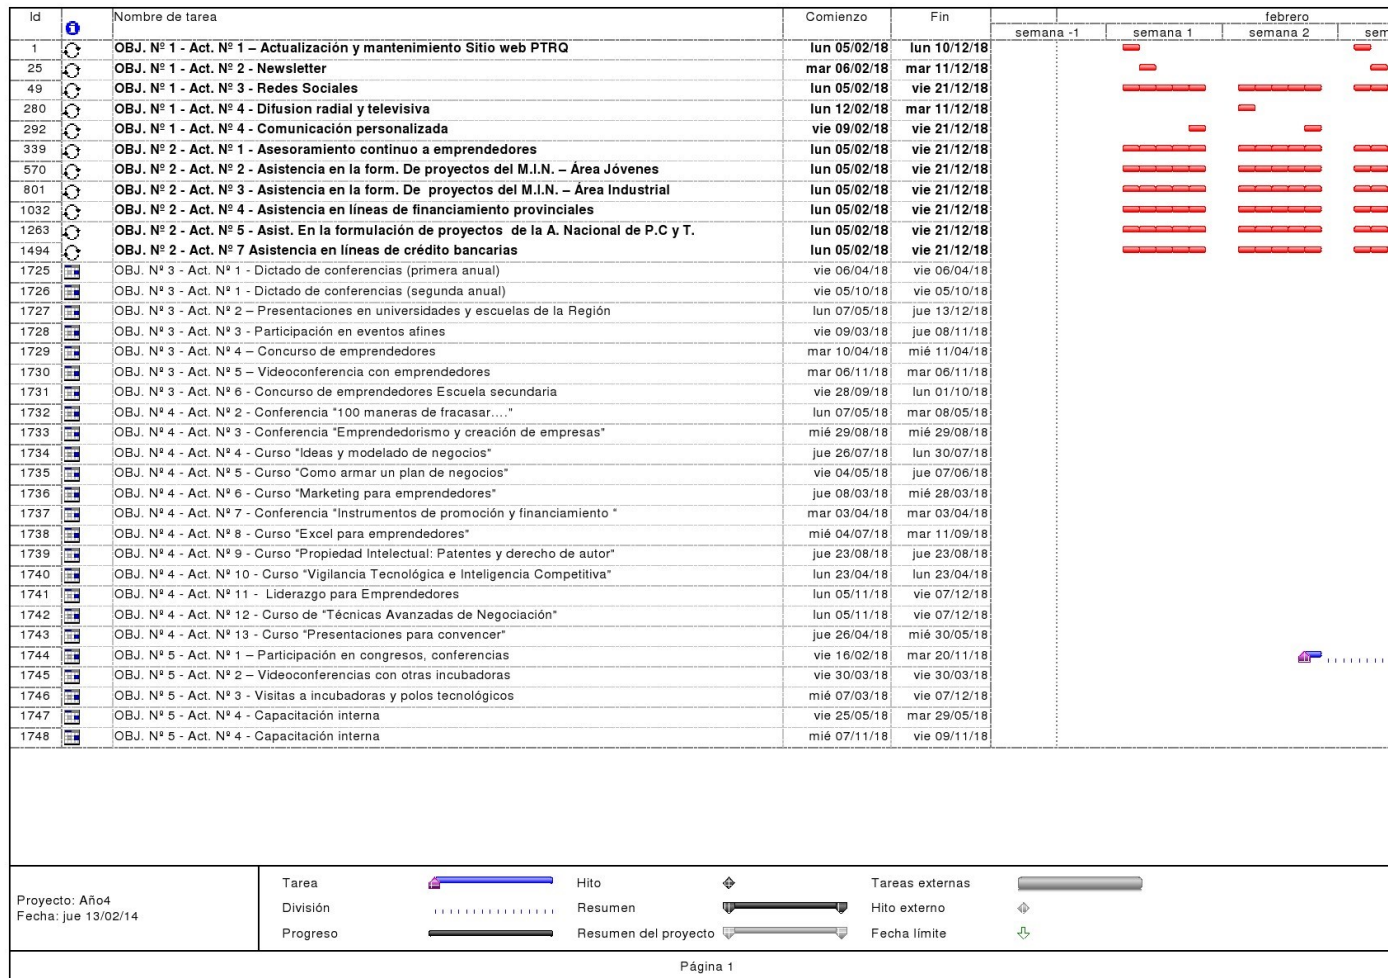 Id Nombre de tarea Comienzo Fin febrero
semana -1 semana 1 semana 2 sem
1 OBJ. Nº 1 - Act. Nº 1 – Actualización y mantenimiento Sitio web PTRQ lun 05/02/18 lun 10/12/18
25 OBJ. Nº 1 - Act. Nº 2 - Newsletter mar 06/02/18 mar 11/12/18
49 OBJ. Nº 1 - Act. Nº 3 - Redes Sociales lun 05/02/18 vie 21/12/18
280 OBJ. Nº 1 - Act. Nº 4 - Difusion radial y televisiva lun 12/02/18 mar 11/12/18
292 OBJ. Nº 1 - Act. Nº 4 - Comunicación personalizada vie 09/02/18 vie 21/12/18
339 OBJ. Nº 2 - Act. Nº 1 - Asesoramiento continuo a emprendedores lun 05/02/18 vie 21/12/18
570 OBJ. Nº 2 - Act. Nº 2 - Asistencia en la form. De proyectos del M.I.N. – Área Jóvenes lun 05/02/18 vie 21/12/18
801 OBJ. Nº 2 - Act. Nº 3 - Asistencia en la form. De proyectos del M.I.N. – Área Industrial lun 05/02/18 vie 21/12/18
1032 OBJ. Nº 2 - Act. Nº 4 - Asistencia en líneas de financiamiento provinciales lun 05/02/18 vie 21/12/18
1263 OBJ. Nº 2 - Act. Nº 5 - Asist. En la formulación de proyectos de la A. Nacional de P.C y T. lun 05/02/18 vie 21/12/18
1494 OBJ. Nº 2 - Act. Nº 7 Asistencia en líneas de crédito bancarias lun 05/02/18 vie 21/12/18
1725 OBJ. Nº 3 - Act. Nº 1 - Dictado de conferencias (primera anual) vie 06/04/18 vie 06/04/18
1726 OBJ. Nº 3 - Act. Nº 1 - Dictado de conferencias (segunda anual) vie 05/10/18 vie 05/10/18
1727 OBJ. Nº 3 - Act. Nº 2 – Presentaciones en universidades y escuelas de la Región lun 07/05/18 jue 13/12/18
1728 OBJ. Nº 3 - Act. Nº 3 - Participación en eventos afines vie 09/03/18 jue 08/11/18
1729 OBJ. Nº 3 - Act. Nº 4 – Concurso de emprendedores mar 10/04/18 mié 11/04/18
1730 OBJ. Nº 3 - Act. Nº 5 – Videoconferencia con emprendedores mar 06/11/18 mar 06/11/18
1731 OBJ. Nº 3 - Act. Nº 6 - Concurso de emprendedores Escuela secundaria vie 28/09/18 lun 01/10/18
1732 OBJ. Nº 4 - Act. Nº 2 - Conferencia "100 maneras de fracasar...." lun 07/05/18 mar 08/05/18
1733 OBJ. Nº 4 - Act. Nº 3 - Conferencia "Emprendedorismo y creación de empresas" mié 29/08/18 mié 29/08/18
1734 OBJ. Nº 4 - Act. Nº 4 - Curso "Ideas y modelado de negocios" jue 26/07/18 lun 30/07/18
1735 OBJ. Nº 4 - Act. Nº 5 - Curso "Como armar un plan de negocios" vie 04/05/18 jue 07/06/18
1736 OBJ. Nº 4 - Act. Nº 6 - Curso "Marketing para emprendedores" jue 08/03/18 mié 28/03/18
1737 OBJ. Nº 4 - Act. Nº 7 - Conferencia "Instrumentos de promoción y financiamiento " mar 03/04/18 mar 03/04/18
1738 OBJ. Nº 4 - Act. Nº 8 - Curso "Excel para emprendedores" mié 04/07/18 mar 11/09/18
1739 OBJ. Nº 4 - Act. Nº 9 - Curso "Propiedad Intelectual: Patentes y derecho de autor" jue 23/08/18 jue 23/08/18
1740 OBJ. Nº 4 - Act. Nº 10 - Curso "Vigilancia Tecnológica e Inteligencia Competitiva" lun 23/04/18 lun 23/04/18
1741 OBJ. Nº 4 - Act. Nº 11 - Liderazgo para Emprendedores lun 05/11/18 vie 07/12/18
1742 OBJ. Nº 4 - Act. Nº 12 - Curso de "Técnicas Avanzadas de Negociación" lun 05/11/18 vie 07/12/18
1743 OBJ. Nº 4 - Act. Nº 13 - Curso "Presentaciones para convencer" jue 26/04/18 mié 30/05/18
1744 OBJ. Nº 5 - Act. Nº 1 – Participación en congresos, conferencias vie 16/02/18 mar 20/11/18
1745 OBJ. Nº 5 - Act. Nº 2 – Videoconferencias con otras incubadoras vie 30/03/18 vie 30/03/18
1746 OBJ. Nº 5 - Act. Nº 3 - Visitas a incubadoras y polos tecnológicos mié 07/03/18 vie 07/12/18
1747 OBJ. Nº 5 - Act. Nº 4 - Capacitación interna vie 25/05/18 mar 29/05/18
1748 OBJ. Nº 5 - Act. Nº 4 - Capacitación interna mié 07/11/18 vie 09/11/18
Proyecto: Año4
Fecha: jue 13/02/14
Tarea Hito Tareas externas
División Resumen Hito externo
Progreso Resumen del proyecto Fecha límite
Página 1